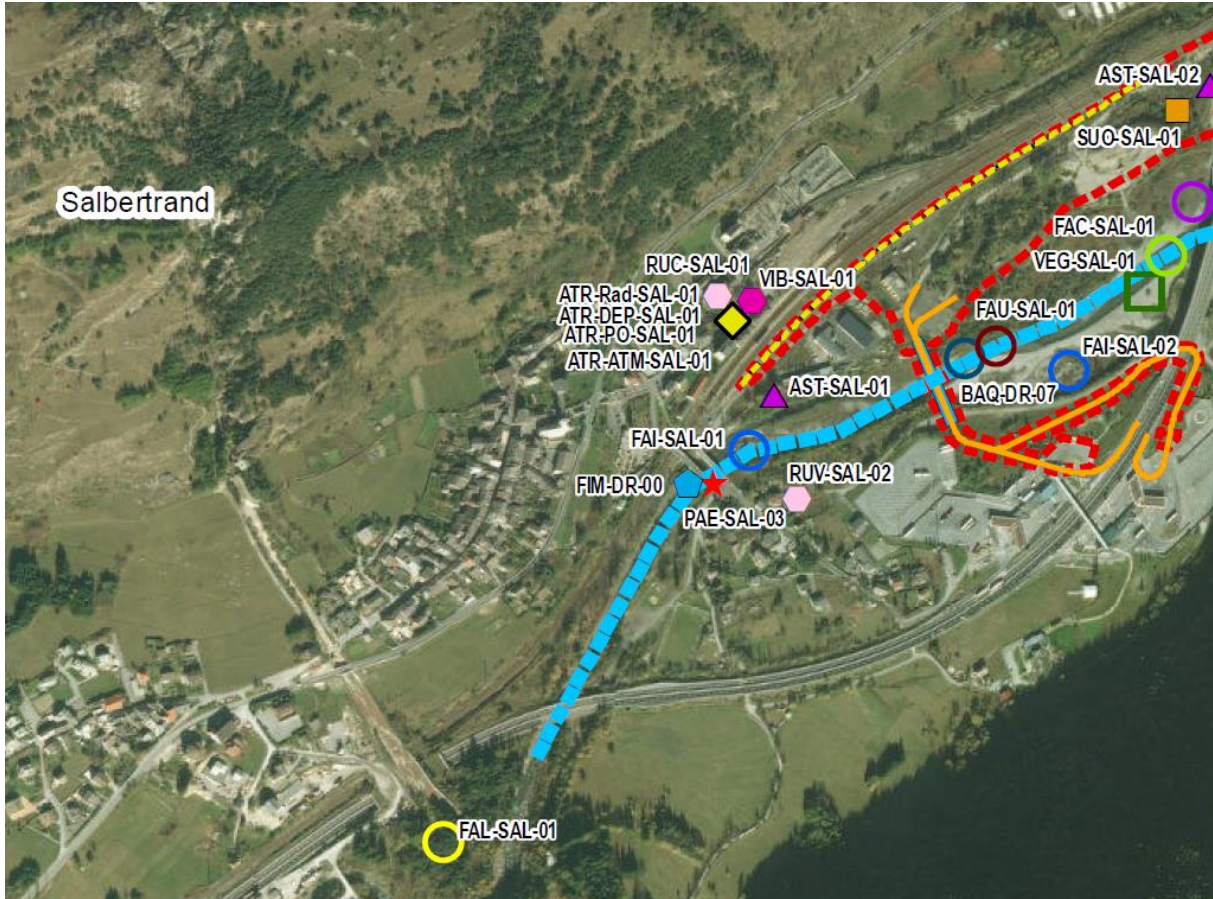 AST-SAL-02
SUO-SAL-01
Salbertrand
FAC-SAL-01
VEG-SAL-01
RUC-SAL-01
VIB-SAL-01
ATR-Rad-SAL-01
ATR-DEP-SAL-01
ATR-PO-SAL-01
ATR-ATM-SAL-01
FAU-SAL-01
FAI-SAL-02
AST-SAL-01
BAQ-DR-07
FAI-SAL-01
RUV-SAL-02
FIM-DR-00
PAE-SAL-03
FAL-SAL-01